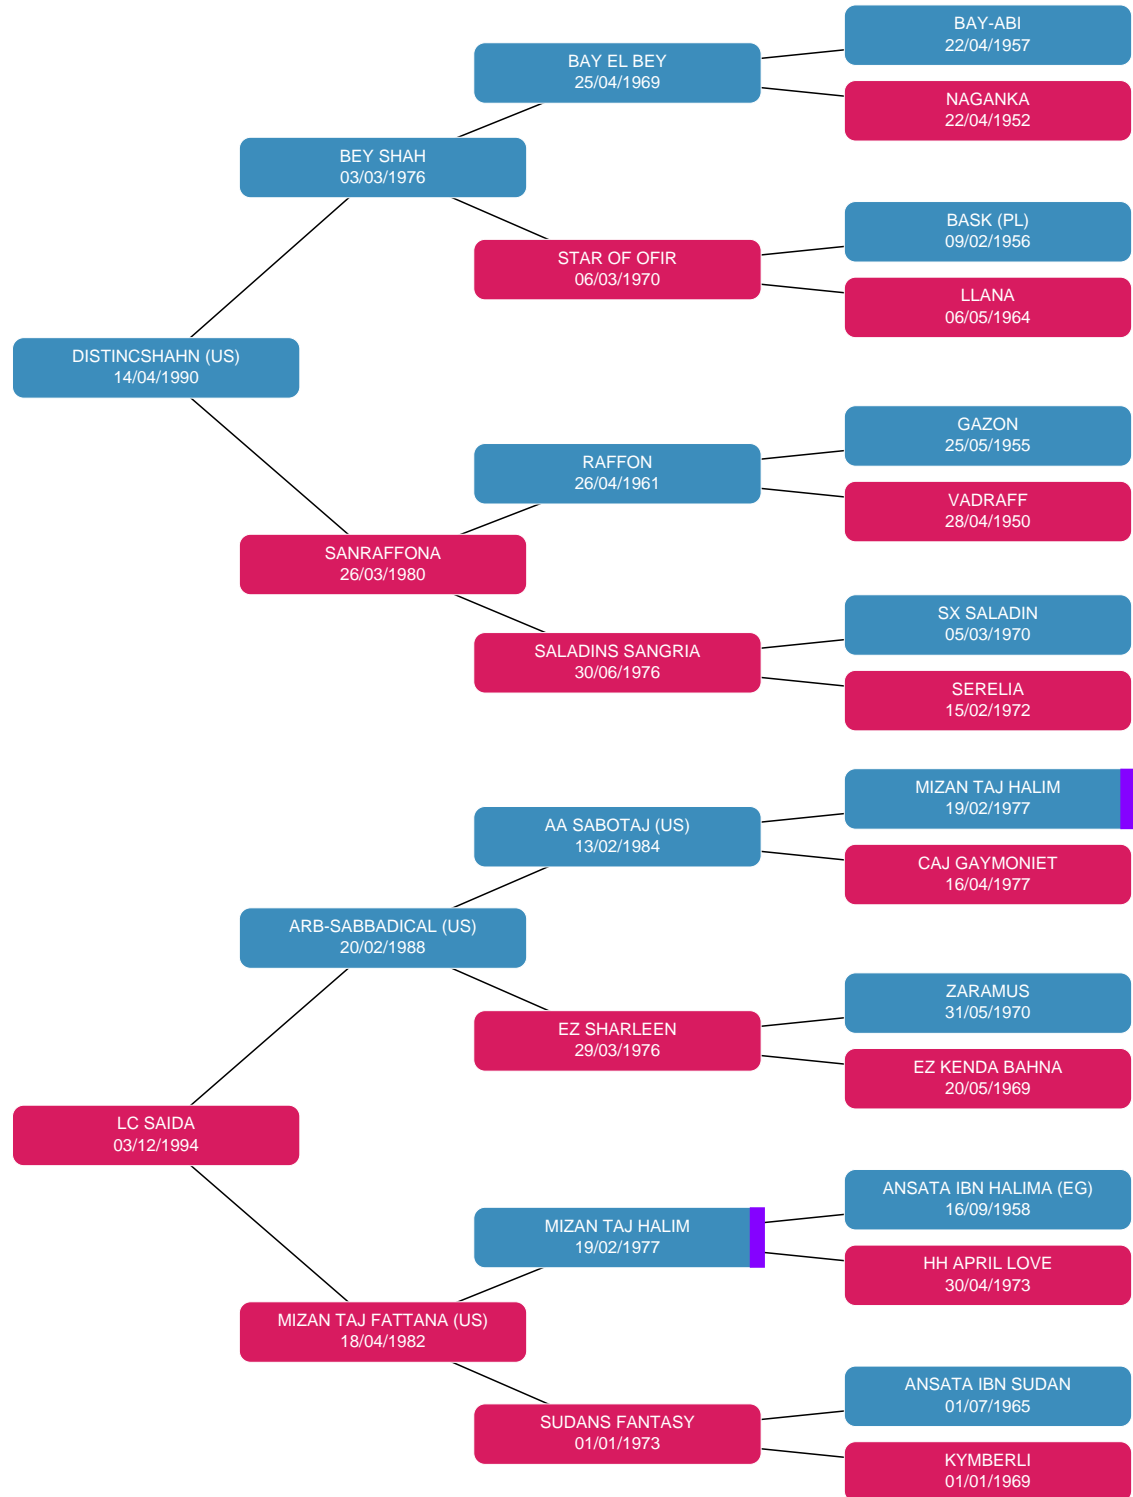 BAY-ABI
22/04/1957
BAY EL BEY
25/04/1969
NAGANKA
22/04/1952
BEY SHAH
03/03/1976
BASK (PL)
09/02/1956
STAR OF OFIR
06/03/1970
LLANA
06/05/1964
DISTINCSHAHN (US)
14/04/1990
GAZON
25/05/1955
RAFFON
26/04/1961
VADRAFF
28/04/1950
SANRAFFONA
26/03/1980
SX SALADIN
05/03/1970
SALADINS SANGRIA
30/06/1976
SERELIA
15/02/1972
MIZAN TAJ HALIM
19/02/1977
AA SABOTAJ (US)
13/02/1984
CAJ GAYMONIET
16/04/1977
ARB-SABBADICAL (US)
20/02/1988
ZARAMUS
31/05/1970
EZ SHARLEEN
29/03/1976
EZ KENDA BAHNA
20/05/1969
LC SAIDA
03/12/1994
ANSATA IBN HALIMA (EG)
16/09/1958
MIZAN TAJ HALIM
19/02/1977
HH APRIL LOVE
30/04/1973
MIZAN TAJ FATTANA (US)
18/04/1982
ANSATA IBN SUDAN
01/07/1965
SUDANS FANTASY
01/01/1973
KYMBERLI
01/01/1969